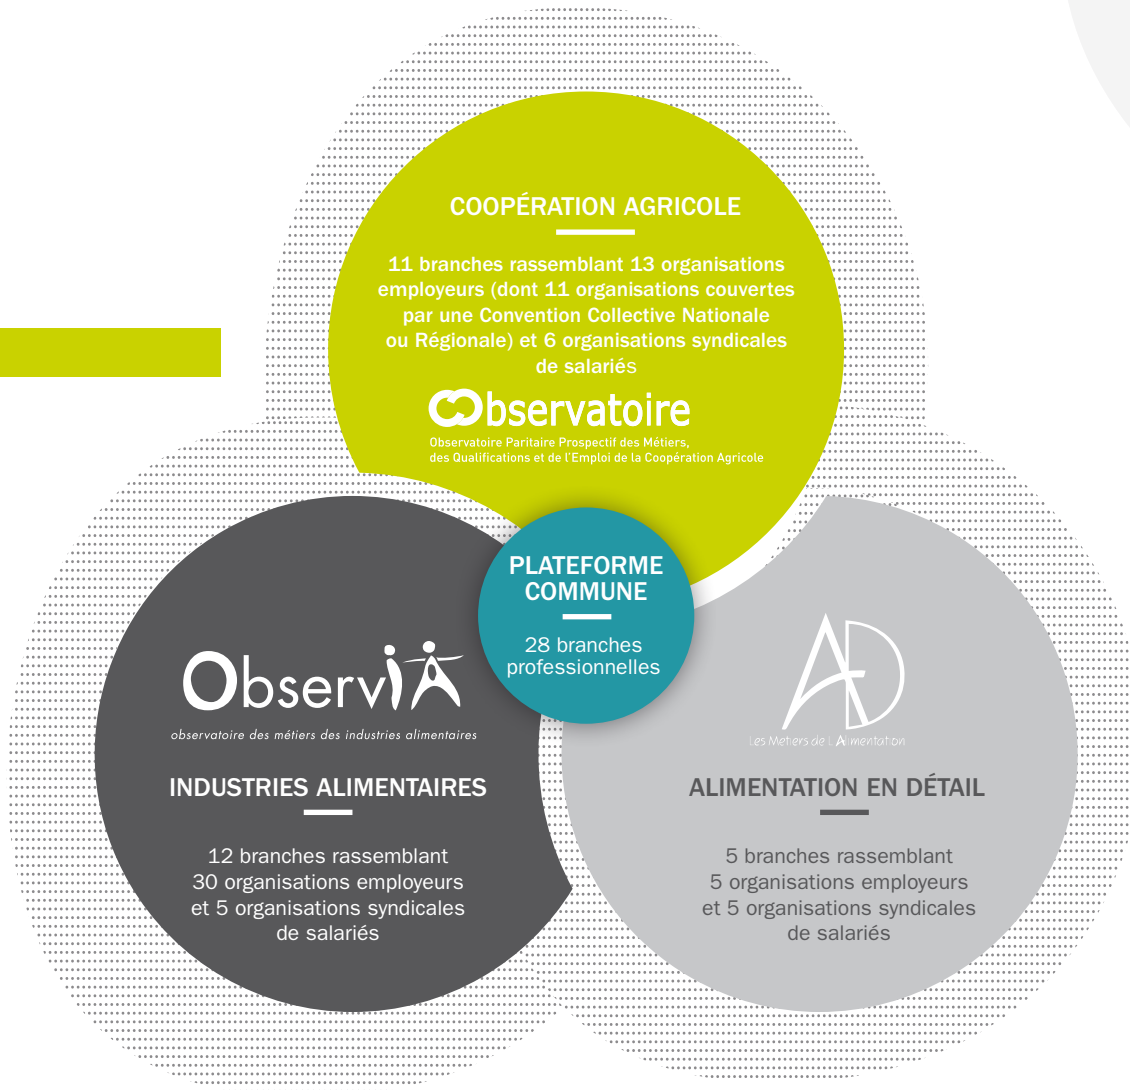 COOPÉRATION AGRICOLE
11 branches rassemblant 13 organisations
employeurs (dont 11 organisations couvertes
par une Convention Collective Nationale
ou Régionale) et 6 organisations syndicales
de salariés
CObservatoire
Observatoire Paritaire Prospectif des Métiers,
des Qualifications et de l'Emploi de la Coopération Agricole
PLATEFORME
COMMUNE
28 branches
professionnelles
ObservIA
observatoire des métiers des industries alimentaires
INDUSTRIES ALIMENTAIRES
12 branches rassemblant
30 organisations employeurs
et 5 organisations syndicales
de salariés
AD
Les Métiers de L Alimentation
ALIMENTATION EN DÉTAIL
5 branches rassemblant
5 organisations employeurs
et 5 organisations syndicales
de salariés